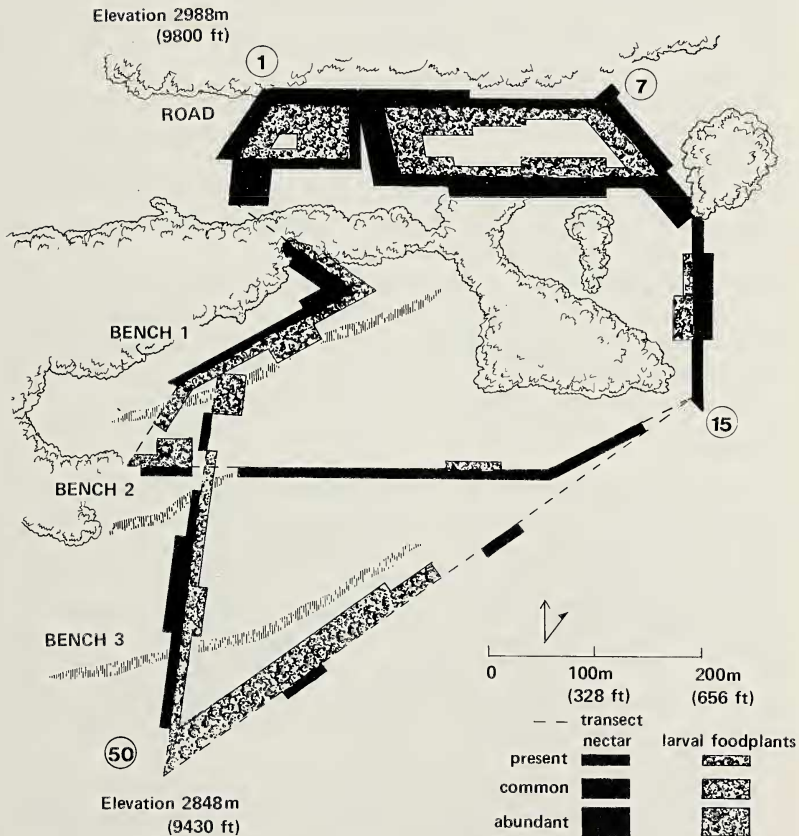 Elevation 2988m
(9800 ft)
1
7
ROAD
BENCH 1
15
BENCH 2
BENCH 3
0 100m 200m
(328 ft) (656 ft)
transect
nectar larval foodplants
present
common
abundant
50
Elevation 2848m
(9430 ft)